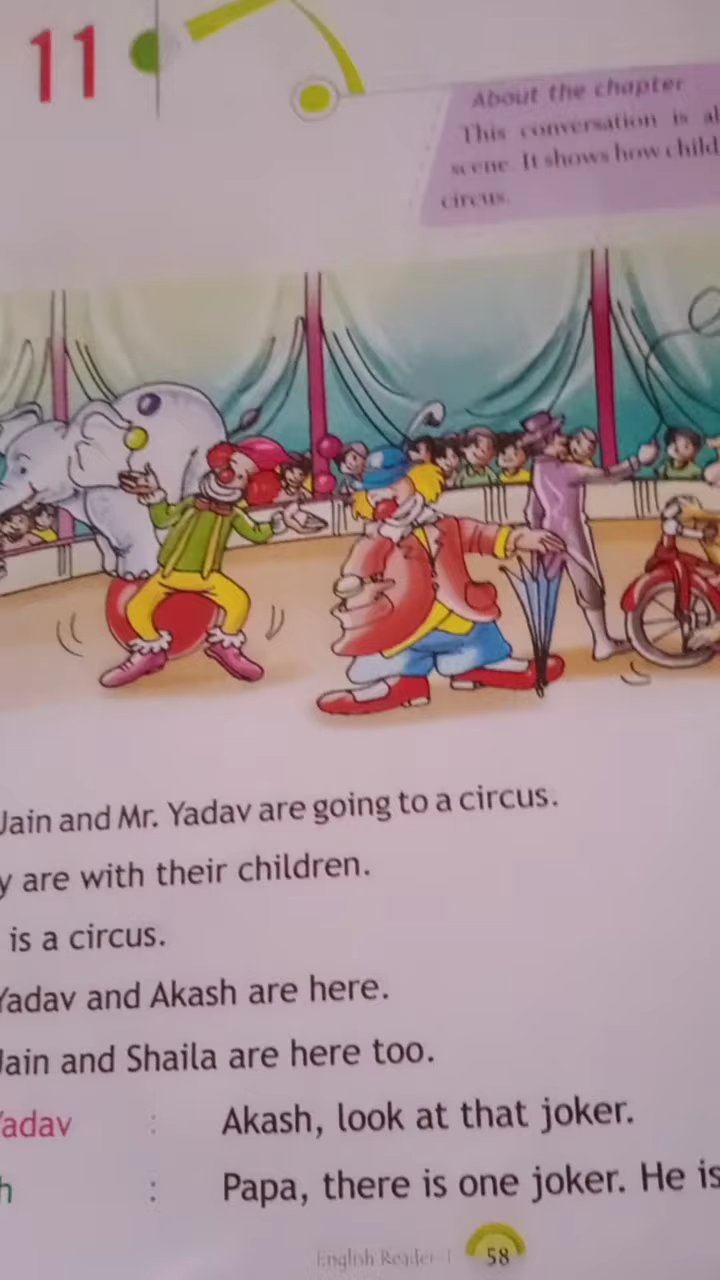 11
About the chapter
This conversation is
scene. It shows how child
circus.
Jain and Mr. Yadav are going to a circus.
y are with their children.
is a circus.
Yadav and Akash are here.
Jain and Shaila are here too.
Yadav : Akash, look at that joker.
h : Papa, there is one joker. He is
English Reader-1 58